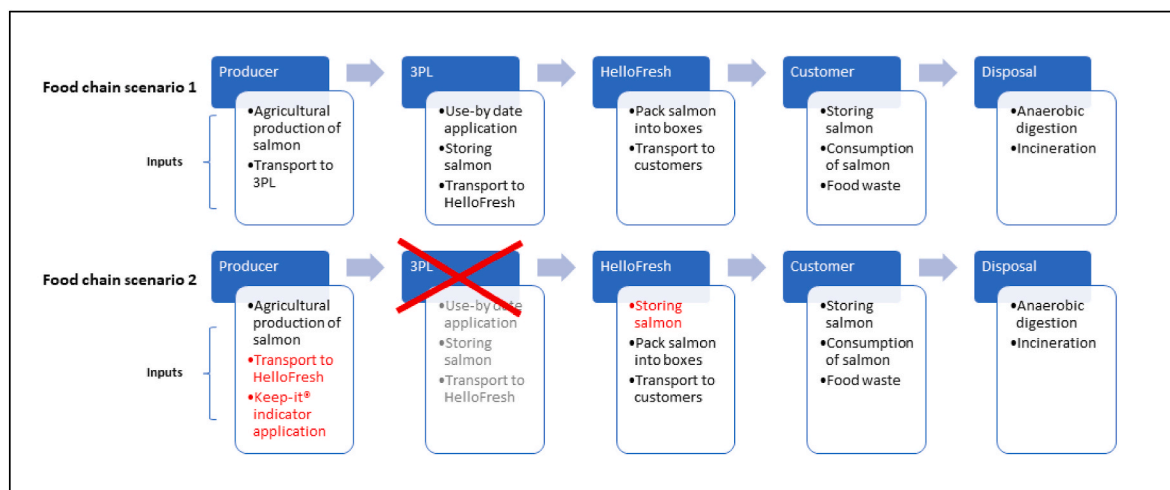 Food chain scenario 1
Inputs
Producer
•Agricultural
production of
salmon
•Transport to
3PL
3PL
•Use-by date
application
•Storing
salmon
•Transport to
HelloFresh
HelloFresh
•Pack salmon
into boxes
•Transport to
customers
Customer
•Storing
salmon
•Consumption
of salmon
•Food waste
Disposal
•Anaerobic
digestion
•Incineration
Food chain scenario 2
Inputs
Producer
•Agricultural
production of
salmon
•Transport to
HelloFresh
•Keep-it®
indicator
application
3PL
•Use-by date
application
•Storing
salmon
•Transport to
HelloFresh
HelloFresh
•Storing
salmon
•Pack salmon
into boxes
•Transport to
customers
Customer
•Storing
salmon
•Consumption
of salmon
•Food waste
Disposal
•Anaerobic
digestion
•Incineration